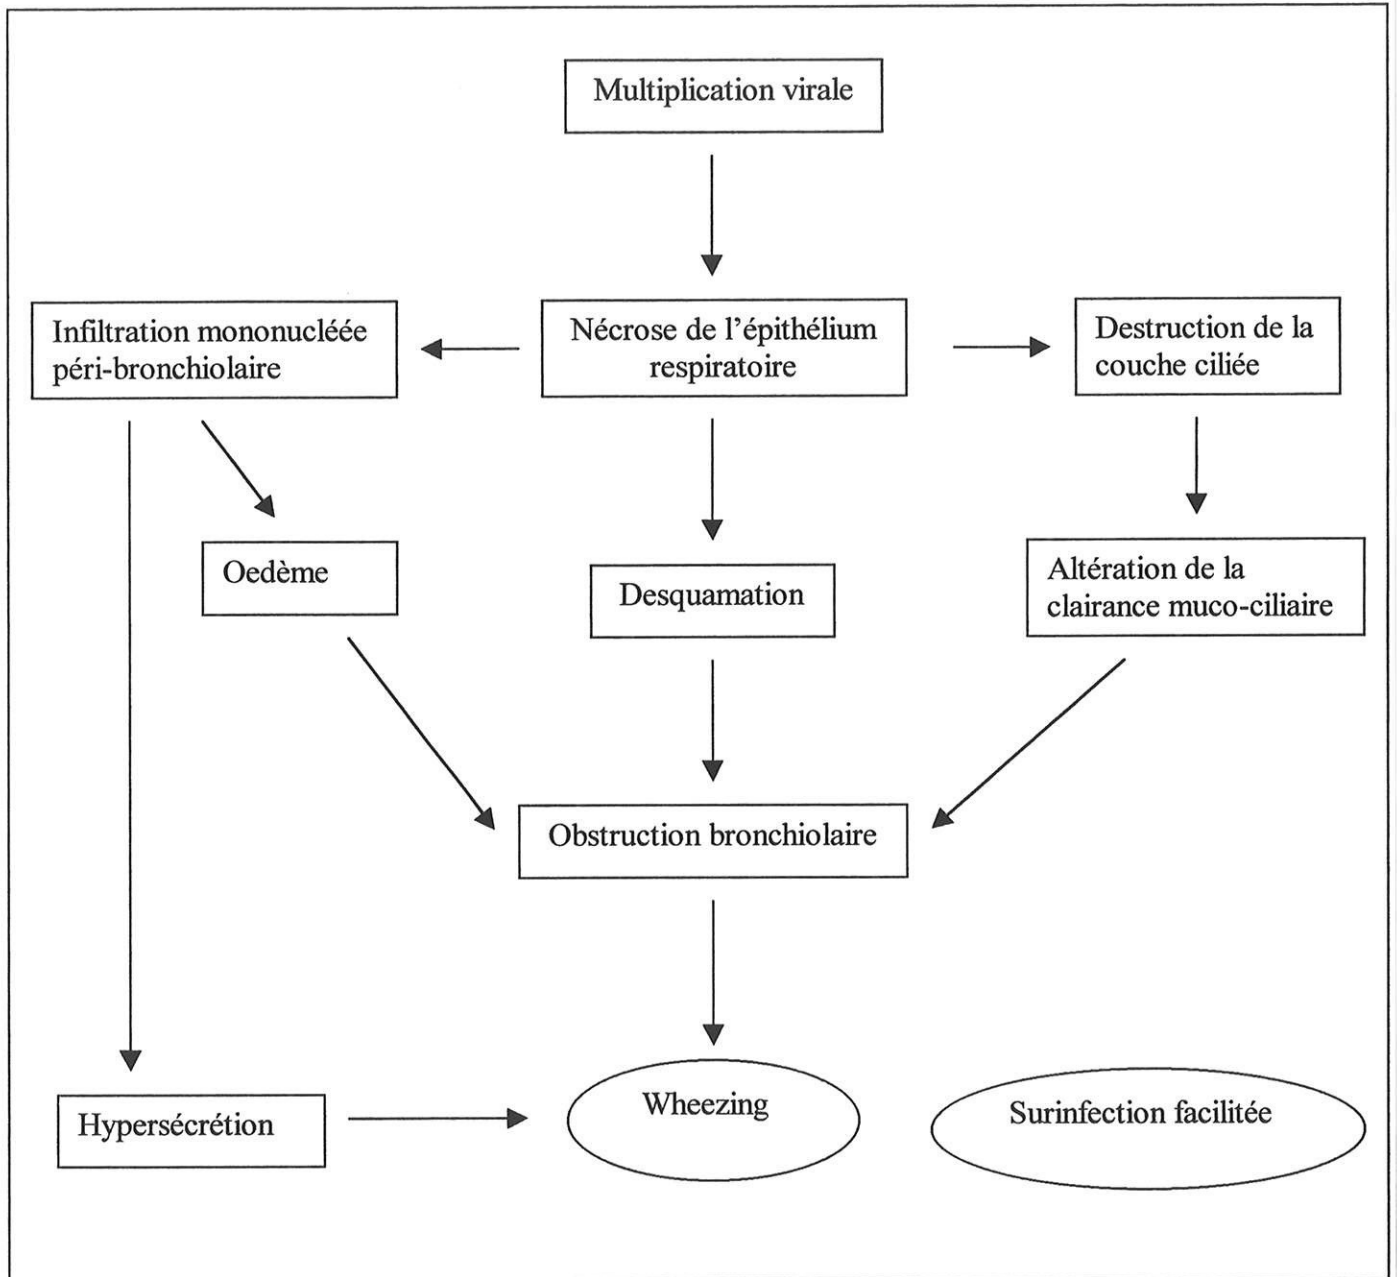 Multiplication virale
Infiltration mononucléée
péri-bronchiolaire
Nécrose de l'épithélium
respiratoire
Destruction de la
couche ciliée
Oedème
Desquamation
Altération de la
clairance muco-ciliaire
Obstruction bronchiolaire
Hypersécrétion
Wheezing
Surinfection facilitée